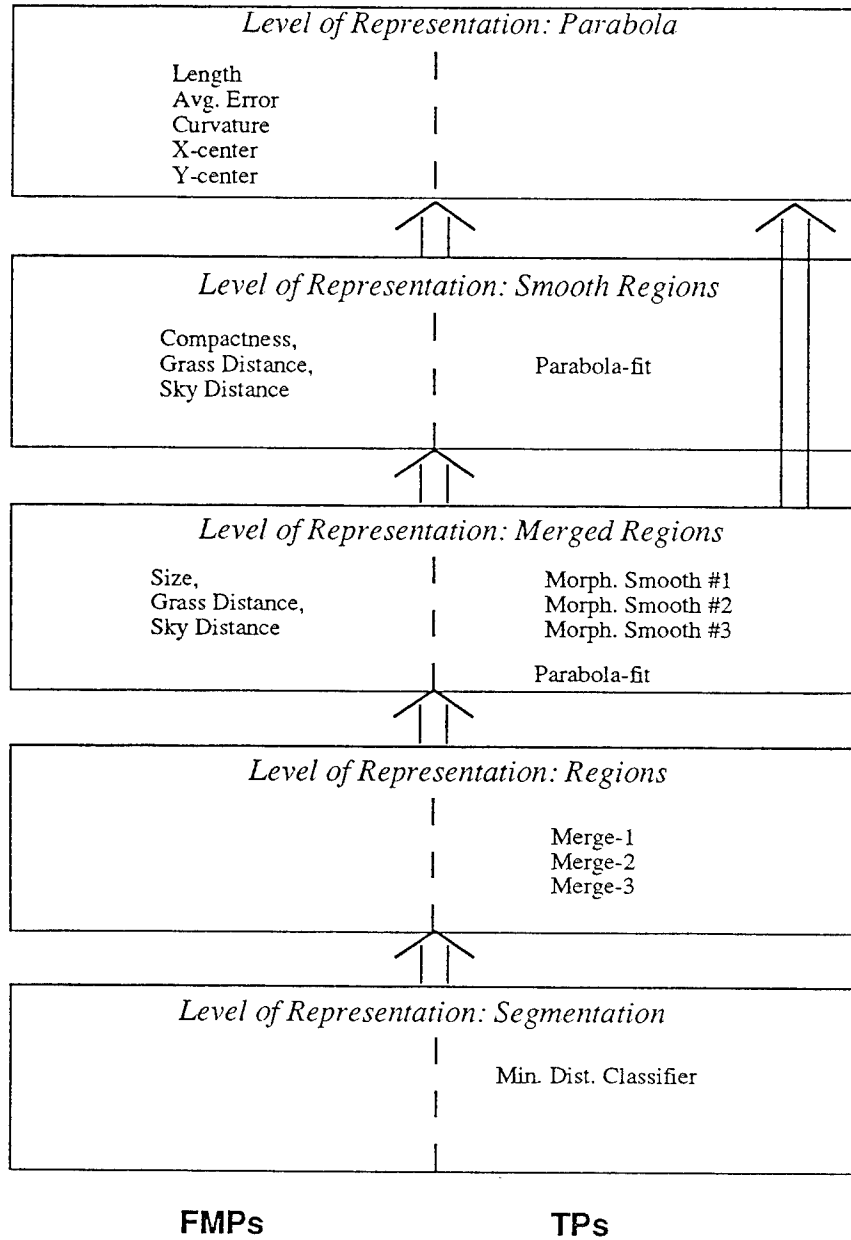 Level of Representation: Parabola
Length
Avg. Error
Curvature
X-center
Y-center
Level of Representation: Smooth Regions
Compactness,
Grass Distance,
Sky Distance
Parabola-fit
Level of Representation: Merged Regions
Size,
Grass Distance,
Sky Distance
Morph. Smooth #1
Morph. Smooth #2
Morph. Smooth #3
Parabola-fit
Level of Representation: Regions
Merge-1
Merge-2
Merge-3
Level of Representation: Segmentation
Min. Dist. Classifier
FMPs
TPs